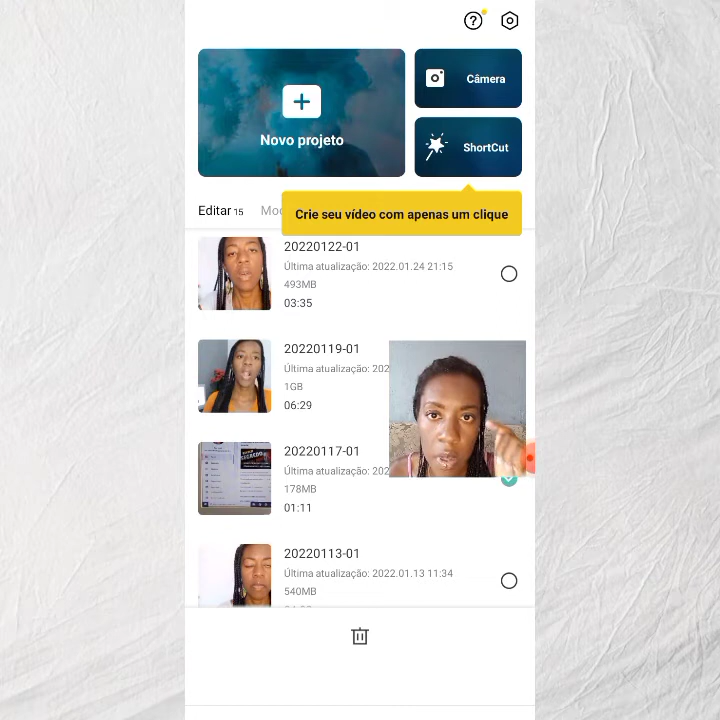 Câmera
Novo projeto
ShortCut
Editar 15
Crie seu vídeo com apenas um clique
20220122-01
Última atualização: 2022.01.24 21:15
493MB
03:35
20220119-01
Última atualização: 202
1GB
06:29
20220117-01
Última atualização: 202
178MB
01:11
20220113-01
Última atualização: 2022.01.13 11:34
540MB